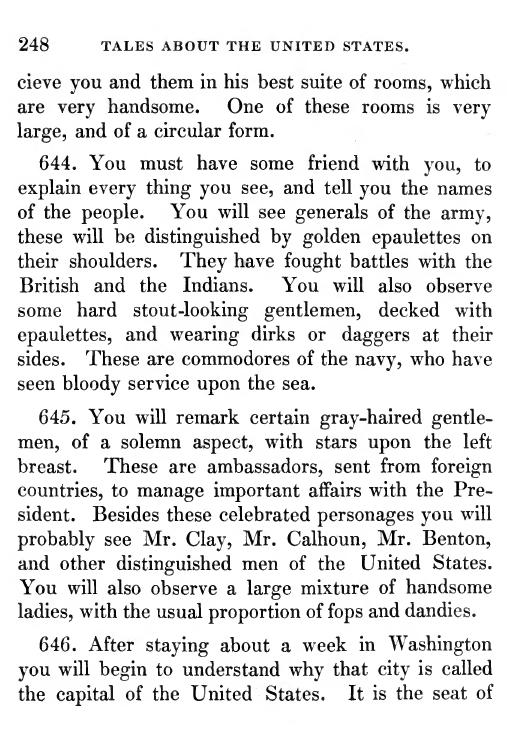 248 TALES ABOUT THE UNITED STATES.
cieve you and them in his best suite of rooms, which
are very handsome. One of these rooms is very
large, and of a circular form.
644. You must have some friend with you, to
explain every thing you see, and tell you the names
of the people. You will see generals of the army,
these will be distinguished by golden epaulettes on
their shoulders. They have fought battles with the
British and the Indians. You will also observe
some hard stout-looking gentlemen, decked with
epaulettes, and wearing dirks or daggers at their
sides. These are commodores of the navy, who have
seen bloody service upon the sea.
645. You will remark certain gray-haired gentle-
men, of a solemn aspect, with stars upon the left
breast. These are ambassadors, sent from foreign
countries, to manage important affairs with the Pre-
sident. Besides these celebrated personages you will
probably see Mr. Clay, Mr. Calhoun, Mr. Benton,
and other distinguished men of the United States.
You will also observe a large mixture of handsome
ladies, with the usual proportion of fops and dandies.
646. After staying about a week in Washington
you will begin to understand why that city is called
the capital of the United States. It is the seat of